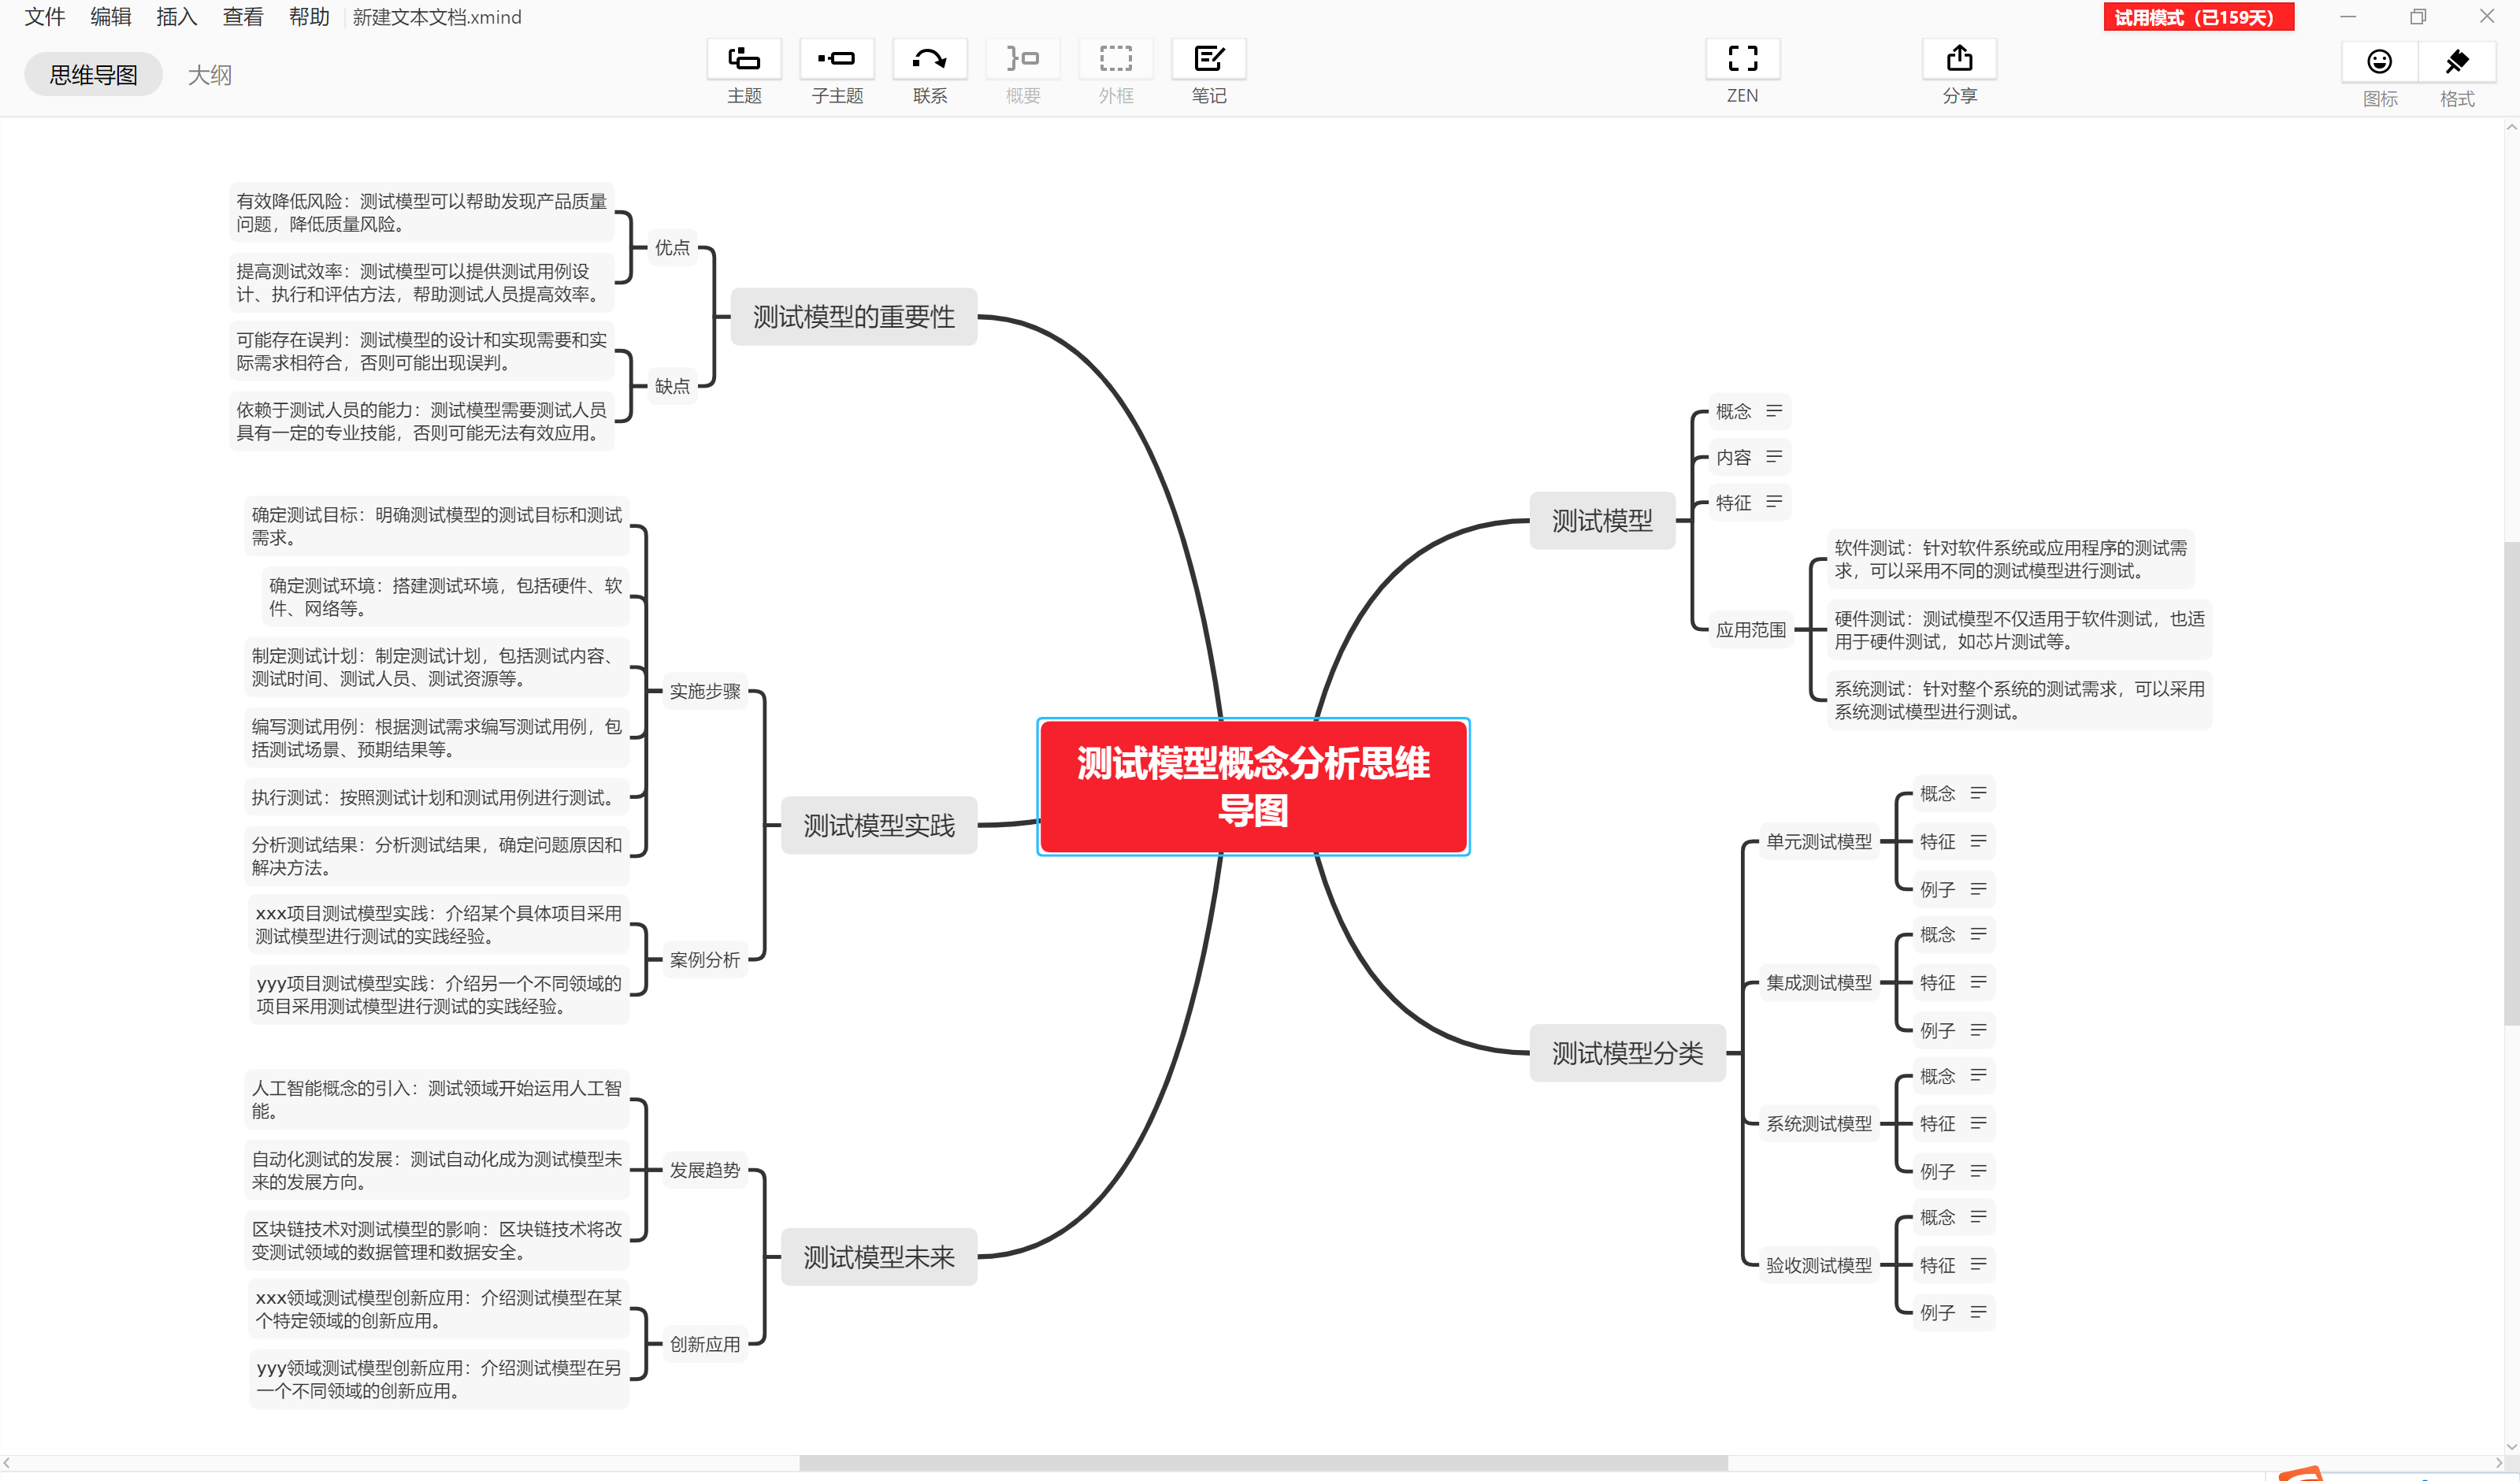 文件 编辑 插入 查看 帮助 新建文本文档.xmind
试用模式（已159天）
思维导图 大纲
主题 子主题 联系 概要 外框 笔记 ZEN 分享 图标 格式
测试模型概念分析思维
导图
测试模型的重要性
优点
有效降低风险：测试模型可以帮助发现产品质量
问题，降低质量风险。
提高测试效率：测试模型可以提供测试用例设
计、执行和评估方法，帮助测试人员提高效率。
缺点
可能存在误判：测试模型的设计和实现需要和实
际需求相符合，否则可能出现误判。
依赖于测试人员的能力：测试模型需要测试人员
具有一定的专业技能，否则可能无法有效应用。
测试模型实践
实施步骤
确定测试目标：明确测试模型的测试目标和测试
需求。
确定测试环境：搭建测试环境，包括硬件、软
件、网络等。
制定测试计划：制定测试计划，包括测试内容、
测试时间、测试人员、测试资源等。
编写测试用例：根据测试需求编写测试用例，包
括测试场景、预期结果等。
执行测试：按照测试计划和测试用例进行测试。
分析测试结果：分析测试结果，确定问题原因和
解决方法。
案例分析
xxx项目测试模型实践：介绍某个具体项目采用
测试模型进行测试的实践经验。
yyy项目测试模型实践：介绍另一个不同领域的
项目采用测试模型进行测试的实践经验。
测试模型未来
发展趋势
人工智能概念的引入：测试领域开始运用人工智
能。
自动化测试的发展：测试自动化成为测试模型未
来的发展方向。
区块链技术对测试模型的影响：区块链技术将改
变测试领域的数据管理和数据安全。
创新应用
xxx领域测试模型创新应用：介绍测试模型在某
个特定领域的创新应用。
yyy领域测试模型创新应用：介绍测试模型在另
一个不同领域的创新应用。
测试模型
概念
内容
特征
应用范围
软件测试：针对软件系统或应用程序的测试需
求，可以采用不同的测试模型进行测试。
硬件测试：测试模型不仅适用于软件测试，也适
用于硬件测试，如芯片测试等。
系统测试：针对整个系统的测试需求，可以采用
系统测试模型进行测试。
测试模型分类
单元测试模型
概念
特征
例子
集成测试模型
概念
特征
例子
系统测试模型
概念
特征
例子
验收测试模型
概念
特征
例子